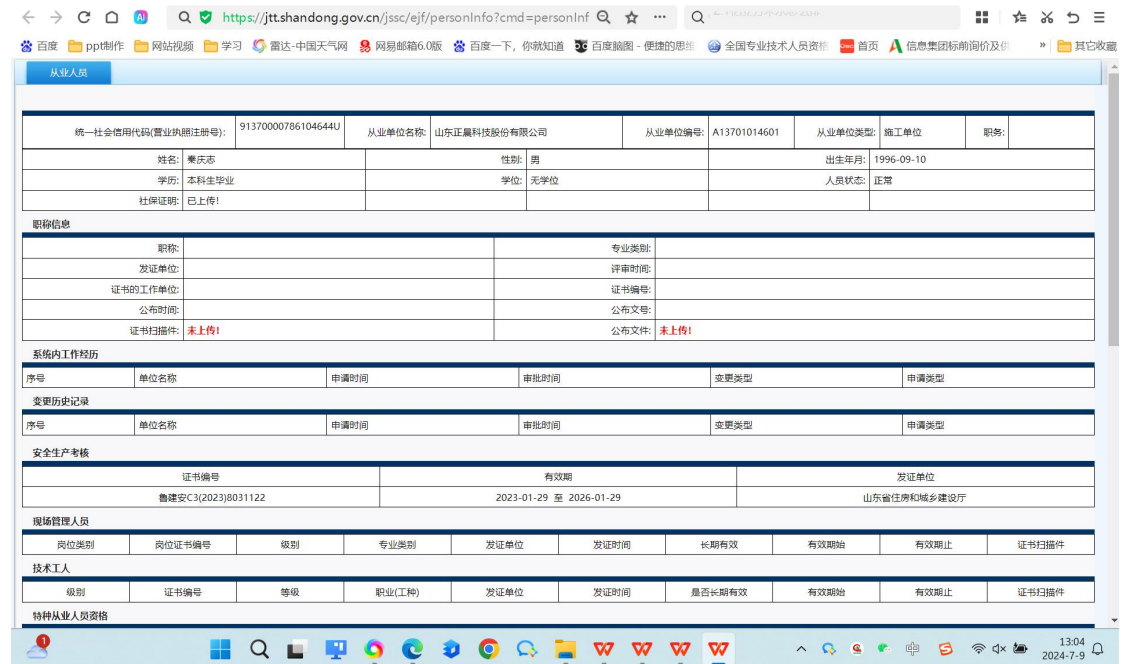 https://jtt.shandong.gov.cn/jssc/ejf/personInfo?cmd=personInf
百度 ppt制作 网站视频 学习 雷达-中国天气网 网易邮箱6.0版 百度一下，你就知道 百度脑图 - 便捷的思维 全国专业技术人员资格 首页 信息集团标前询价及供 » 其它收藏
从业人员
统一社会信用代码(营业执照注册号): 91370000786104644U 从业单位名称: 山东正晨科技股份有限公司 从业单位编号: A13701014601 从业单位类型: 施工单位 职务:
姓名: 秦庆志 性别: 男 出生年月: 1996-09-10
学历: 本科生毕业 学位: 无学位 人员状态: 正常
社保证明: 已上传!
职称信息
职称: 专业类别:
发证单位: 评审时间:
证书的工作单位: 证书编号:
公布时间: 公布文号:
证书扫描件: 未上传! 公布文件: 未上传!
系统内工作经历
序号 单位名称 申请时间 审批时间 变更类型 申请类型
变更历史记录
序号 单位名称 申请时间 审批时间 变更类型 申请类型
安全生产考核
证书编号 有效期 发证单位
鲁建安C3(2023)8031122 2023-01-29 至 2026-01-29 山东省住房和城乡建设厅
现场管理人员
岗位类别 岗位证书编号 级别 专业类别 发证单位 发证时间 长期有效 有效期始 有效期止 证书扫描件
技术工人
级别 证书编号 等级 职业(工种) 发证单位 发证时间 是否长期有效 有效期始 有效期止 证书扫描件
特种从业人员资格
1 中 13:04
2024-7-9